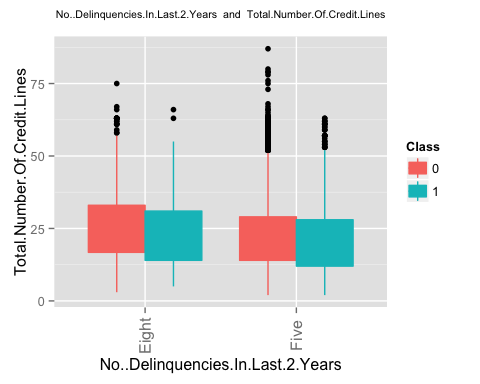 No..Delinquencies.In.Last.2.Years and Total.Number.Of.Credit.Lines
Total.Number.Of.Credit.Lines
75
50
25
0
Eight
Five
No..Delinquencies.In.Last.2.Years
Class
0
1